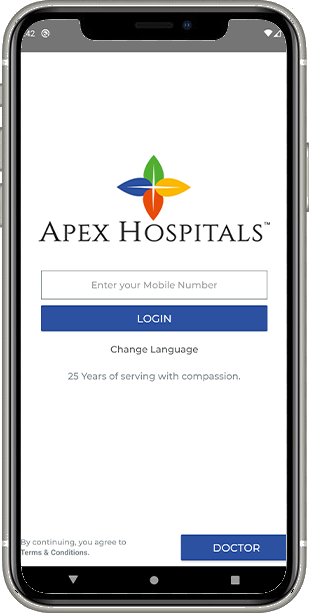 :42
APEX HOSPITALS™
Enter your Mobile Number
LOGIN
Change Language
25 Years of serving with compassion.
By continuing, you agree to
Terms & Conditions.
DOCTOR